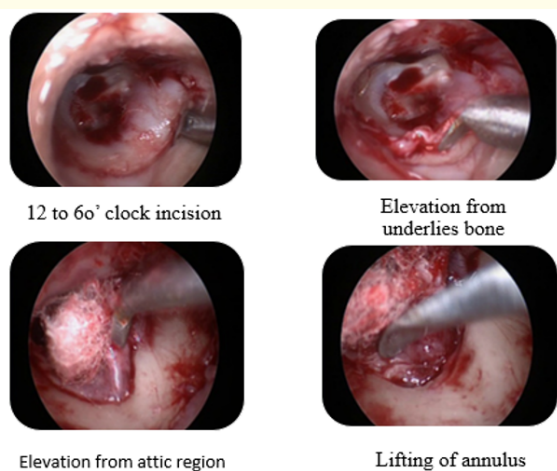 12 to 6o’ clock incision
Elevation from
underlies bone
Elevation from attic region
Lifting of annulus